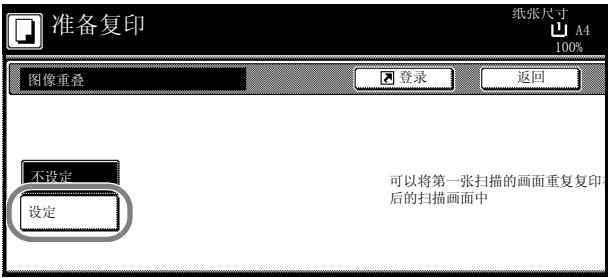 准备复印
纸张尺寸
A4
100%
图像重叠
登录
返回
不设定
设定
可以将第一张扫描的画面重复复印
后的扫描画面中